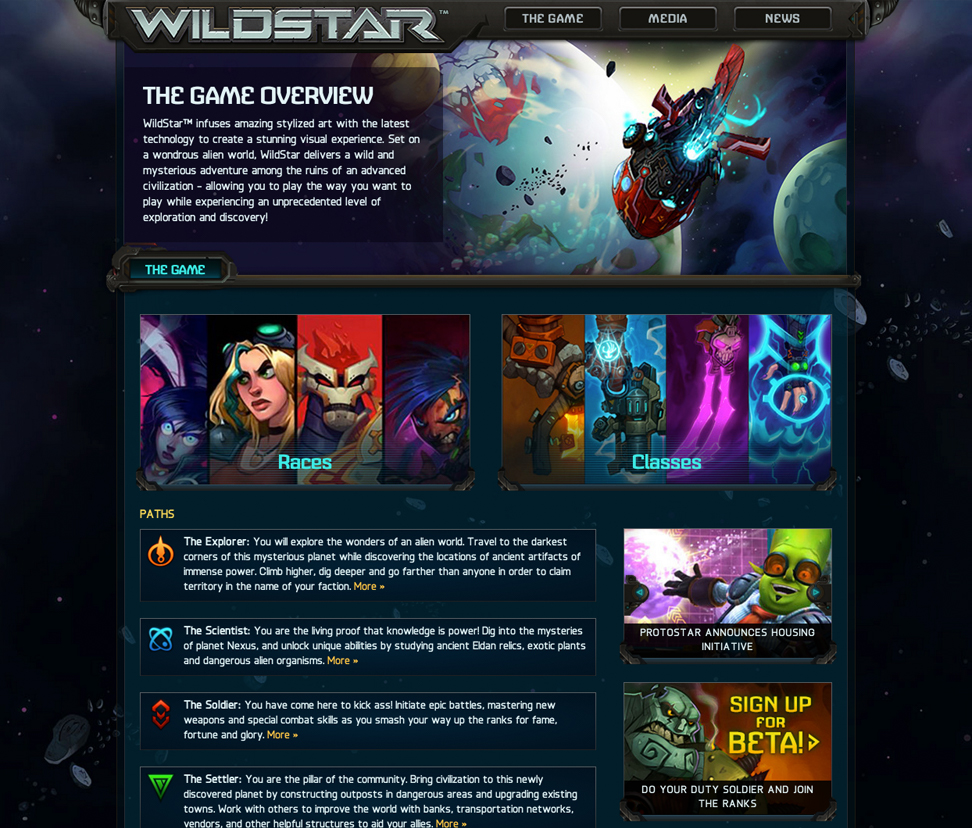 WILDSTAR™
THE GAME
MEDIA
NEWS
THE GAME OVERVIEW
WildStar™ infuses amazing stylized art with the latest
technology to create a stunning visual experience. Set on
a wondrous alien world, WildStar delivers a wild and
mysterious adventure among the ruins of an advanced
civilization - allowing you to play the way you want to
play while experiencing an unprecedented level of
exploration and discovery!
THE GAME
Races
Classes
PATHS
The Explorer: You will explore the wonders of an alien world. Travel to the darkest
corners of this mysterious planet while discovering the locations of ancient artifacts of
immense power. Climb higher, dig deeper and go farther than anyone in order to claim
territory in the name of your faction. More »
The Scientist: You are the living proof that knowledge is power! Dig into the mysteries
of planet Nexus, and unlock unique abilities by studying ancient Eldan relics, exotic plants
and dangerous alien organisms. More »
The Soldier: You have come here to kick ass! Initiate epic battles, mastering new
weapons and special combat skills as you smash your way up the ranks for fame,
fortune and glory. More »
The Settler: You are the pillar of the community. Bring civilization to this newly
discovered planet by constructing outposts in dangerous areas and upgrading existing
towns. Work with others to improve the world with banks, transportation networks,
vendors, and other helpful structures to aid your allies. More »
PROTOSTAR ANNOUNCES HOUSING
INITIATIVE
SIGN UP
FOR
BETA!
DO YOUR DUTY SOLDIER AND JOIN
THE RANKS